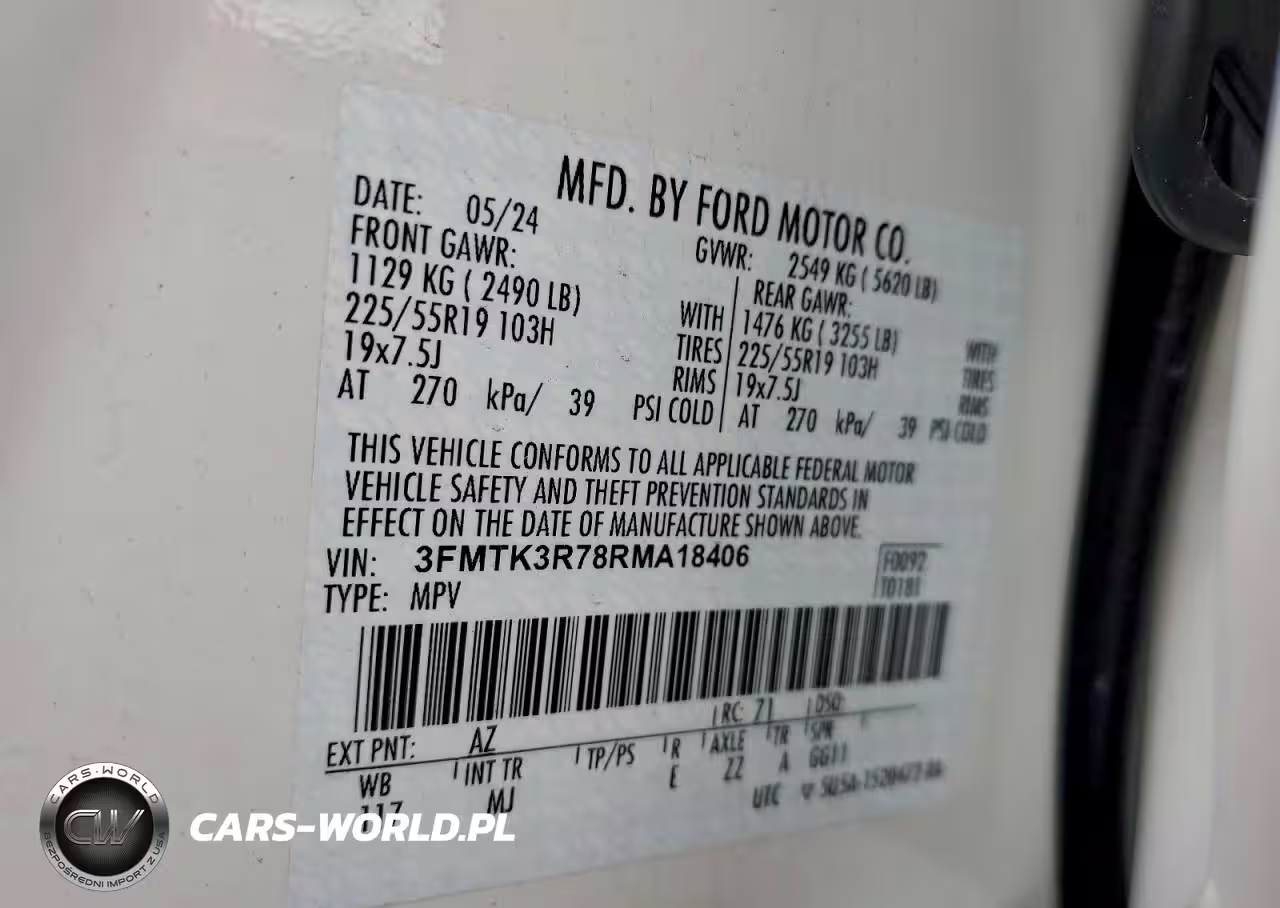 MFD. BY FORD MOTOR CO.
DATE: 05/24
GVWR: 2549 KG ( 5620 LB)
FRONT GAWR:
REAR GAWR:
1129 KG ( 2490 LB) WITH
1476 KG ( 3255 LB) WITH
225/55R19 103H TIRES
225/55R19 103H TIRES
19x7.5J RIMS
19x7.5J RIMS
AT 270 kPa/ 39 PSI COLD
AT 270 kPa/ 39 PSI COLD
THIS VEHICLE CONFORMS TO ALL APPLICABLE FEDERAL MOTOR
VEHICLE SAFETY AND THEFT PREVENTION STANDARDS IN
EFFECT ON THE DATE OF MANUFACTURE SHOWN ABOVE.
VIN: 3FMTK3R78RMA18406
F0092
TYPE: MPV
T0181
EXT PNT: AZ RC: 71 DSO:
WB INT TR TP/PS R AXLE TR SPR
117 MJ E ZZ A GG11
UTC
CARS-WORLD
CW
BEZPOŚREDNI IMPORT Z USA
CARS-WORLD.PL